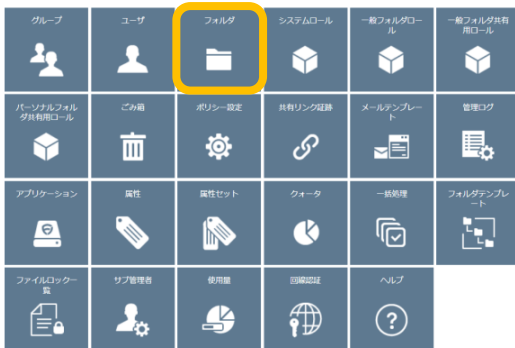 グループ
ユーザ
フォルダ
システムロール
一般フォルダロー
ル
一般フォルダ共有
用ロール
パーソナルフォル
ダ共有用ロール
ごみ箱
ポリシー設定
共有リンク証跡
メールテンプレー
ト
管理ログ
アプリケーション
属性
属性セット
クォータ
一括処理
フォルダテンプレ
ート
ファイルロック一
覧
サブ管理者
使用量
回線認証
ヘルプ